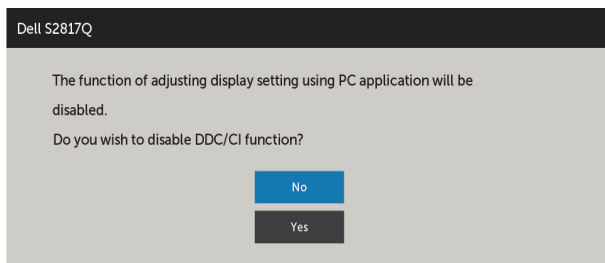 Dell S2817Q
The function of adjusting display setting using PC application will be
disabled.
Do you wish to disable DDC/CI function?
No
Yes